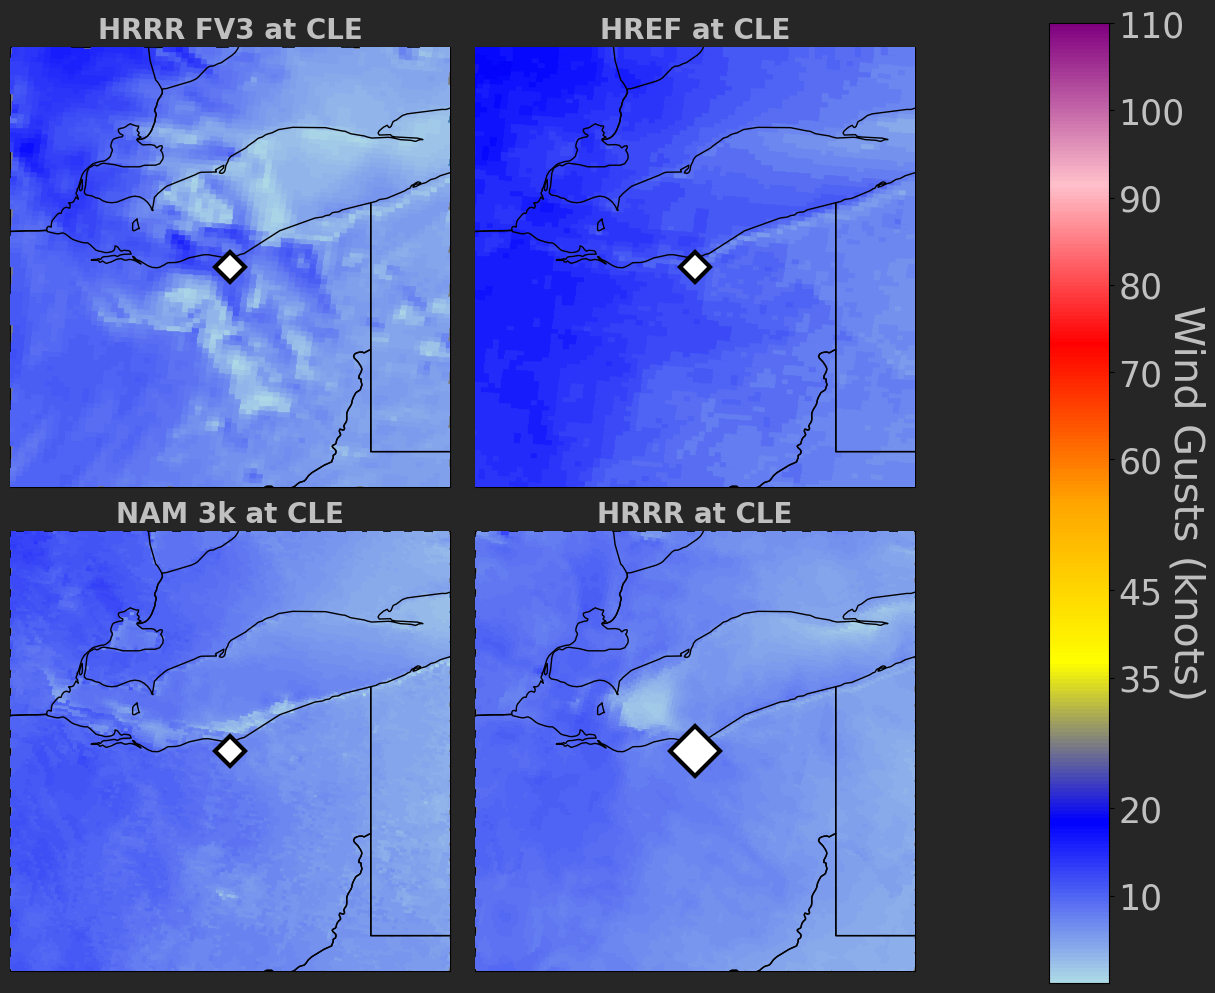 HRRR FV3 at CLE
HREF at CLE
NAM 3k at CLE
HRRR at CLE
110
100
90
80
70
60
45
35
20
10
Wind Gusts (knots)